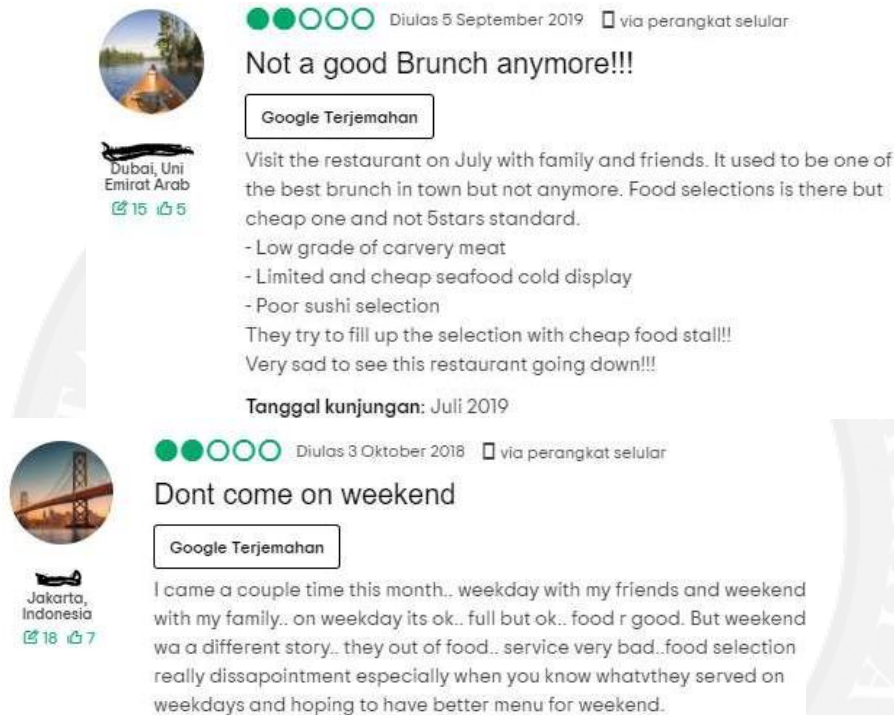 Diulas 5 September 2019 via perangkat selular
Not a good Brunch anymore!!!
Google Terjemahan
Dubai, Uni
Emirat Arab
15 5
Visit the restaurant on July with family and friends. It used to be one of
the best brunch in town but not anymore. Food selections is there but
cheap one and not 5stars standard.
- Low grade of carvery meat
- Limited and cheap seafood cold display
- Poor sushi selection
They try to fill up the selection with cheap food stall!!
Very sad to see this restaurant going down!!!
Tanggal kunjungan: Juli 2019
Diulas 3 Oktober 2018 via perangkat selular
Dont come on weekend
Google Terjemahan
Jakarta,
Indonesia
18 7
I came a couple time this month.. weekday with my friends and weekend
with my family.. on weekday its ok.. full but ok.. food r good. But weekend
wa a different story.. they out of food.. service very bad..food selection
really dissapointment especially when you know whatvthey served on
weekdays and hoping to have better menu for weekend.